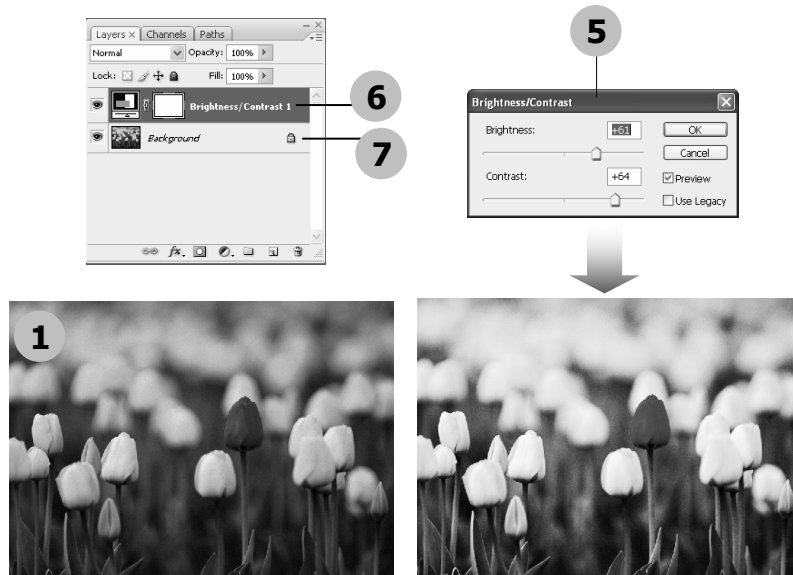 Layers × Channels Paths
Normal Opacity: 100%
Lock: Fill: 100%
Brightness/Contrast 1
Background
6
7
5
Brightness/Contrast
Brightness: +61 OK
Cancel
Contrast: +64 Preview
Use Legacy
1